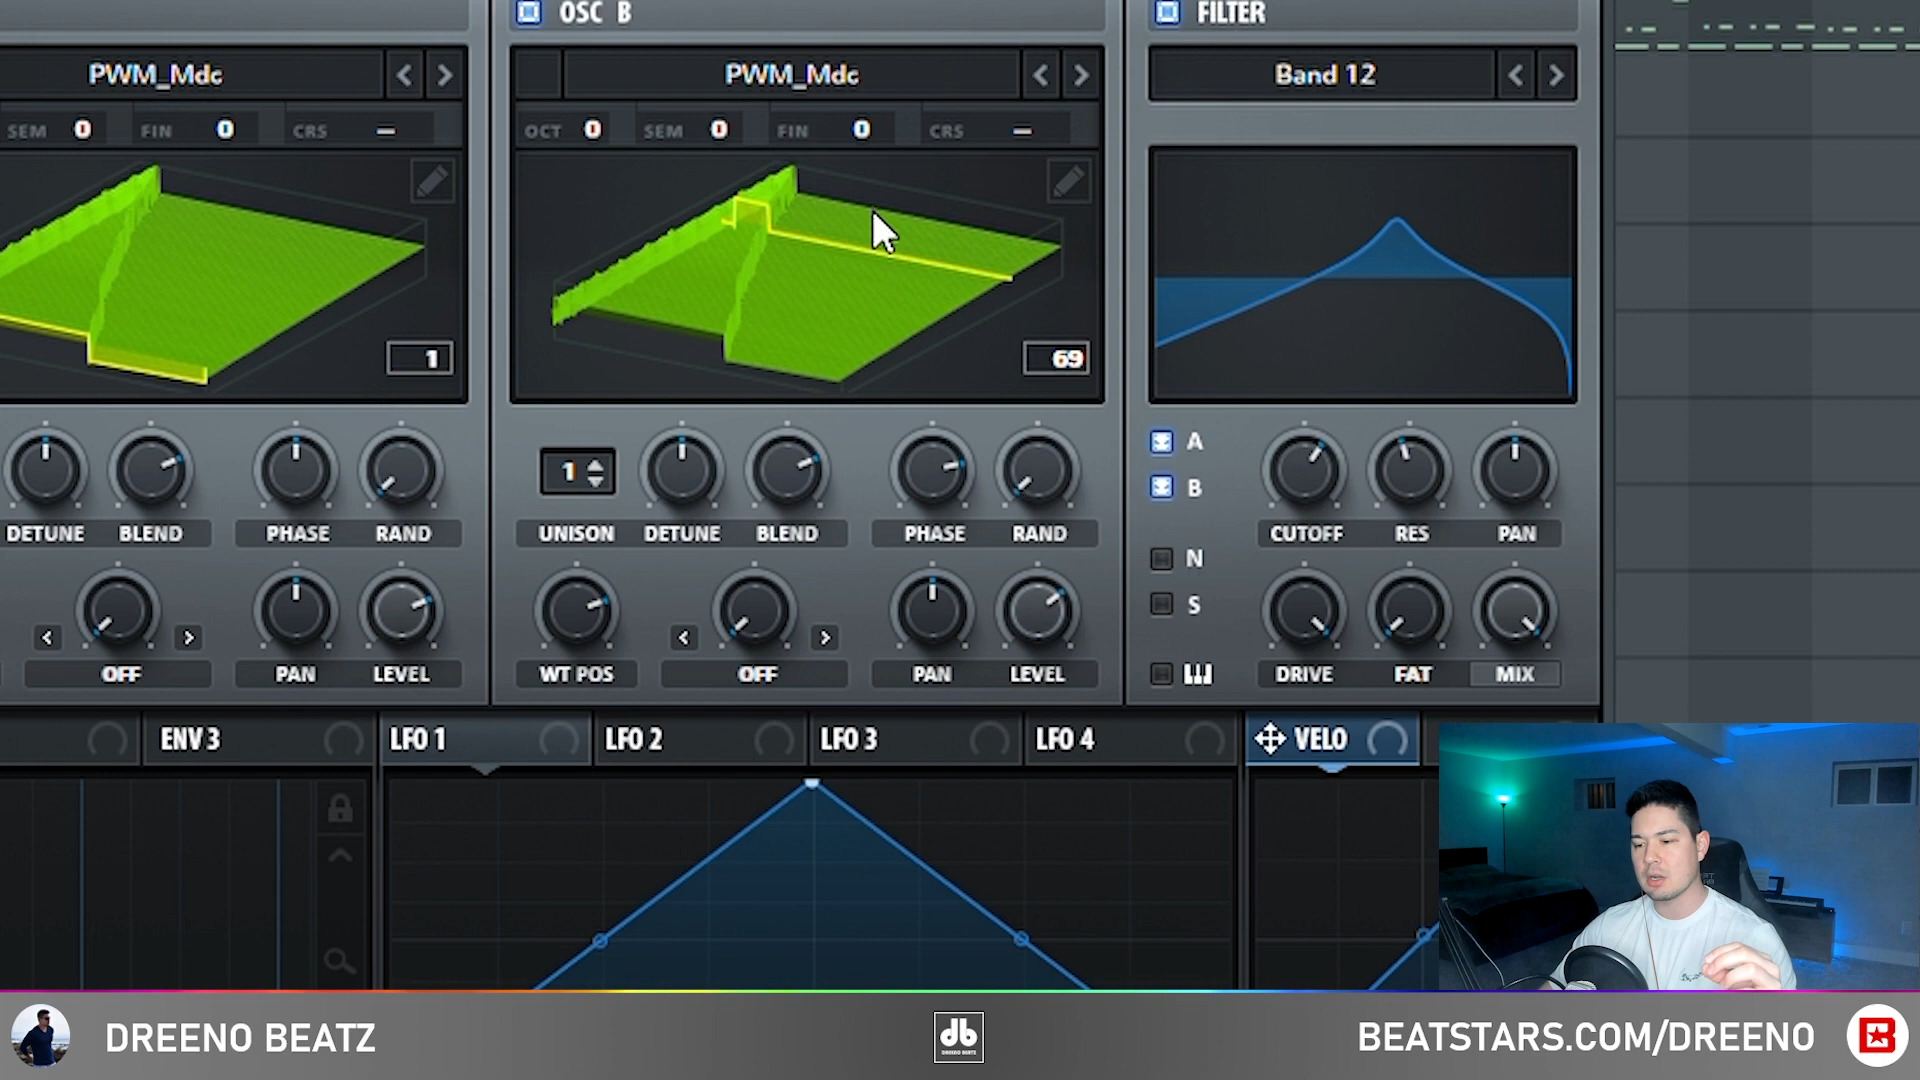 OSC B
FILTER
PWM_Mdc
PWM_Mdc
Band 12
SEM 0 FIN 0 CRS –
OCT 0 SEM 0 FIN 0 CRS –
1
69
1
A
B
N
S
DETUNE BLEND PHASE RAND
UNISON DETUNE BLEND PHASE RAND
CUTOFF RES PAN
OFF PAN LEVEL
WT POS OFF PAN LEVEL
DRIVE FAT MIX
ENV 3 LFO 1 LFO 2 LFO 3 LFO 4 VELO
DREENO BEATZ
db
DREENO BEATZ
BEATSTARS.COM/DREENO
B